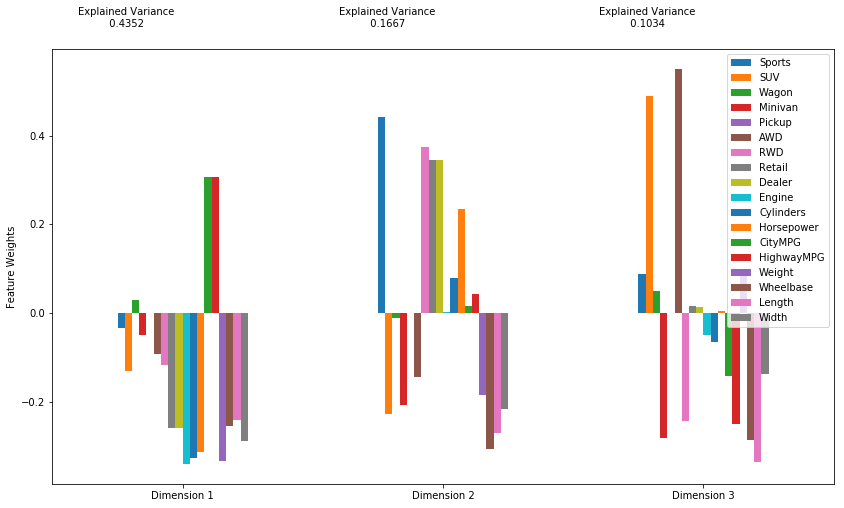 Explained Variance Explained Variance Explained Variance
0.4352 0.1667 0.1034
Feature Weights
0.4
0.2
0.0
−0.2
Sports
SUV
Wagon
Minivan
Pickup
AWD
RWD
Retail
Dealer
Engine
Cylinders
Horsepower
CityMPG
HighwayMPG
Weight
Wheelbase
Length
Width
Dimension 1 Dimension 2 Dimension 3